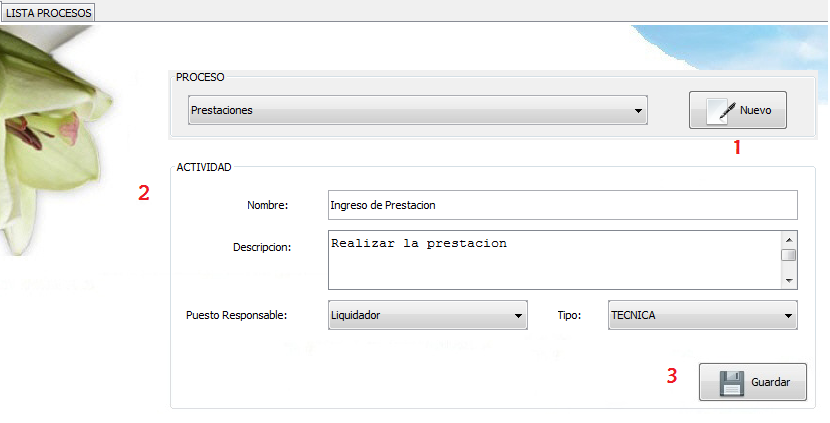 LISTA PROCESOS
PROCESO
Prestaciones
Nuevo
1
ACTIVIDAD
2
Nombre: Ingreso de Prestacion
Descripcion: Realizar la prestacion
Puesto Responsable: Liquidador Tipo: TECNICA
3 Guardar